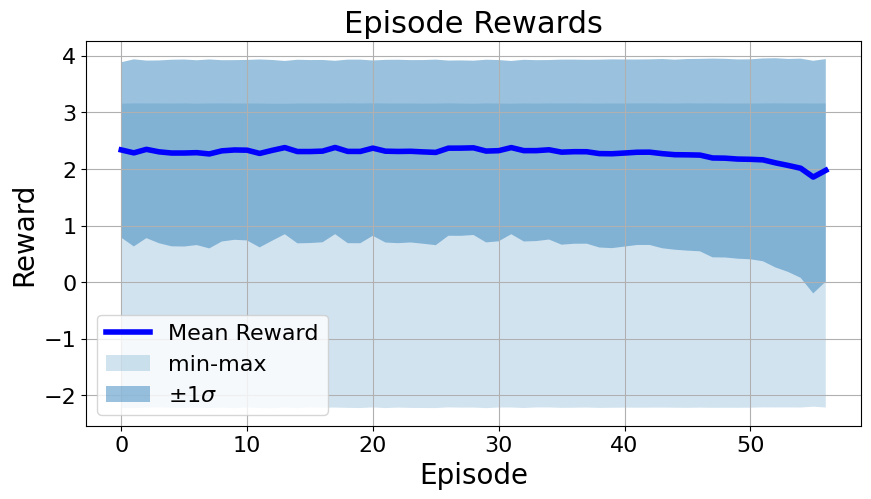 Episode Rewards
Reward
4
3
2
1
0
−1
−2
Mean Reward
min-max
±1σ
0 10 20 30 40 50
Episode